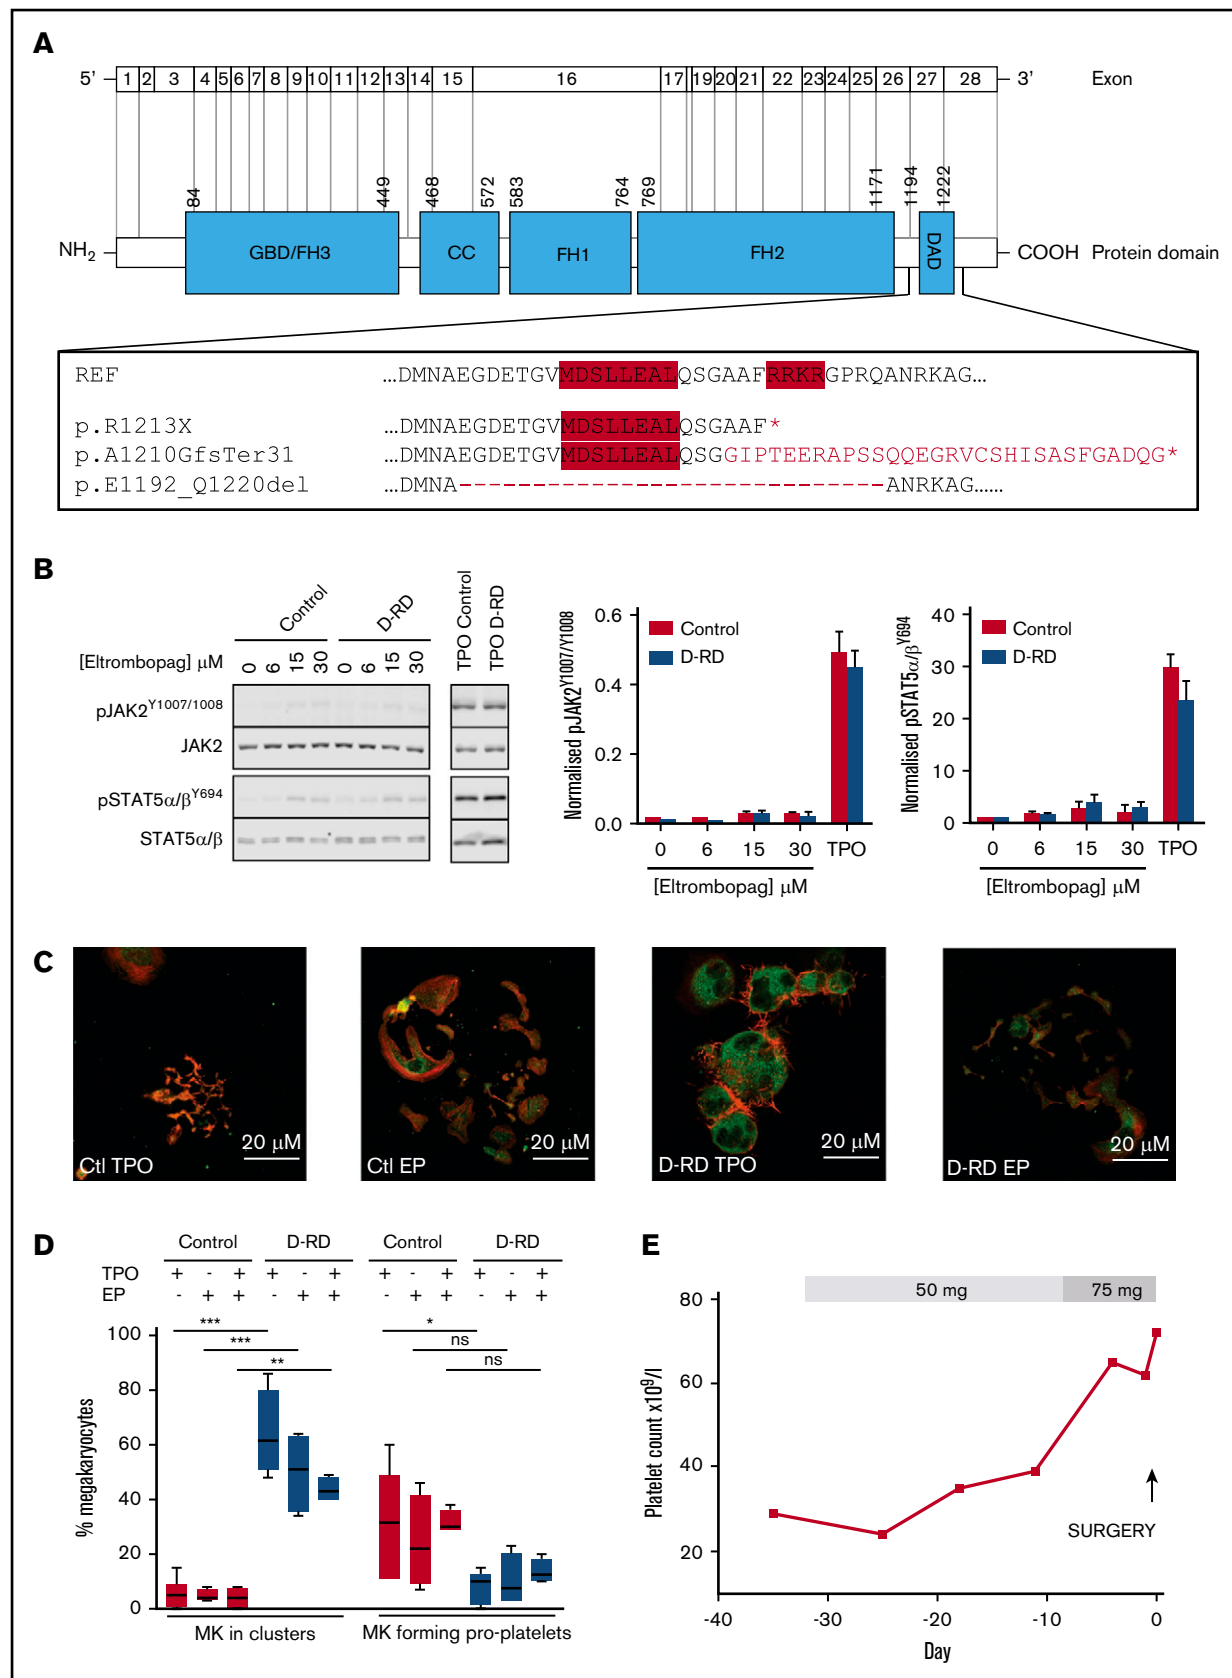 A
5’ 1 2 3 4 5 6 7 8 9 10 11 12 13 14 15 16 17 19 20 21 22 23 24 25 26 27 28 3’ Exon
84 449 468 572 583 764 769 1171 1194 1222
NH2 GBD/FH3 CC FH1 FH2 DAD COOH Protein domain
REF ...DMNAEGDETGVMDSLLEALQSGAAFRRKRGPRQANRKAG...
p.R1213X ...DMNAEGDETGVMDSLLEALQSGAAF*
p.A1210GfsTer31 ...DMNAEGDETGVMDSLLEALQSGGIPTEERAPSSQQEGRVCSHISASFGADQG*
p.E1192_Q1220del ...DMNA-----------------------------ANRKAG......
B
Control D-RD TPO Control TPO D-RD
[Eltrombopag] μM 0 6 15 30 0 6 15 30
pJAK2Y1007/1008
JAK2
pSTAT5α/βY694
STAT5α/β
Normalised pJAK2Y1007/Y1008
0.6
0.4
0.2
0.0
Control
D-RD
0 6 15 30 TPO
[Eltrombopag] μM
Normalised pSTAT5α/βY694
40
30
20
10
0
Control
D-RD
0 6 15 30 TPO
[Eltrombopag] μM
C
Ctl TPO 20 μM
Ctl EP 20 μM
D-RD TPO 20 μM
D-RD EP 20 μM
D
Control D-RD Control D-RD
TPO + - + + - + + - + + - +
EP - + + - + + - + + - + +
*** * 
*** ns
** ns
% megakaryocytes
100
80
60
40
20
0
MK in clusters MK forming pro-platelets
E
50 mg 75 mg
Platelet count x10⁹/l
80
60
40
20
SURGERY
-40 -30 -20 -10 0
Day